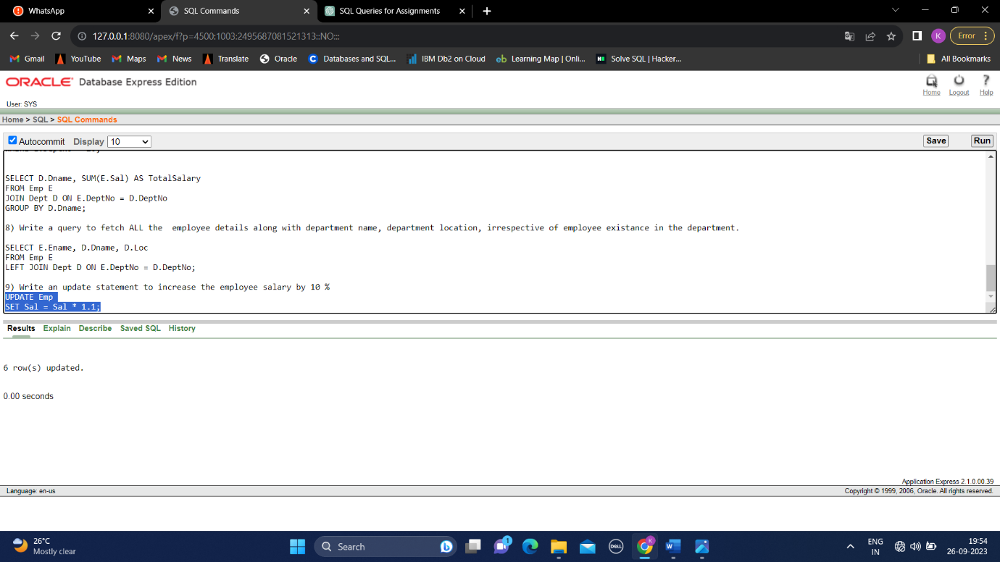 WhatsApp
SQL Commands
SQL Queries for Assignments
127.0.0.1:8080/apex/f?p=4500:1003:2495687081521313::NO:::
K
Error
Gmail
YouTube
Maps
News
Translate
Oracle
Databases and SQL...
IBM Db2 on Cloud
Learning Map | Onli...
Solve SQL | Hacker...
All Bookmarks
ORACLE Database Express Edition
Home
Logout
Help
User: SYS
Home > SQL > SQL Commands
Autocommit Display 10
Save
Run
SELECT D.Dname, SUM(E.Sal) AS TotalSalary
FROM Emp E
JOIN Dept D ON E.DeptNo = D.DeptNo
GROUP BY D.Dname;
8) Write a query to fetch ALL the  employee details along with department name, department location, irrespective of employee existance in the department.
SELECT E.Ename, D.Dname, D.Loc
FROM Emp E
LEFT JOIN Dept D ON E.DeptNo = D.DeptNo;
9) Write an update statement to increase the employee salary by 10 %
UPDATE Emp
SET Sal = Sal * 1.1;
Results Explain Describe Saved SQL History
6 row(s) updated.
0.00 seconds
Application Express 2.1.0.00.39
Language: en-us
Copyright © 1999, 2006, Oracle. All rights reserved.
26°C
Mostly clear
Search
1
DELL
K
W
ENG
IN
19:54
26-09-2023